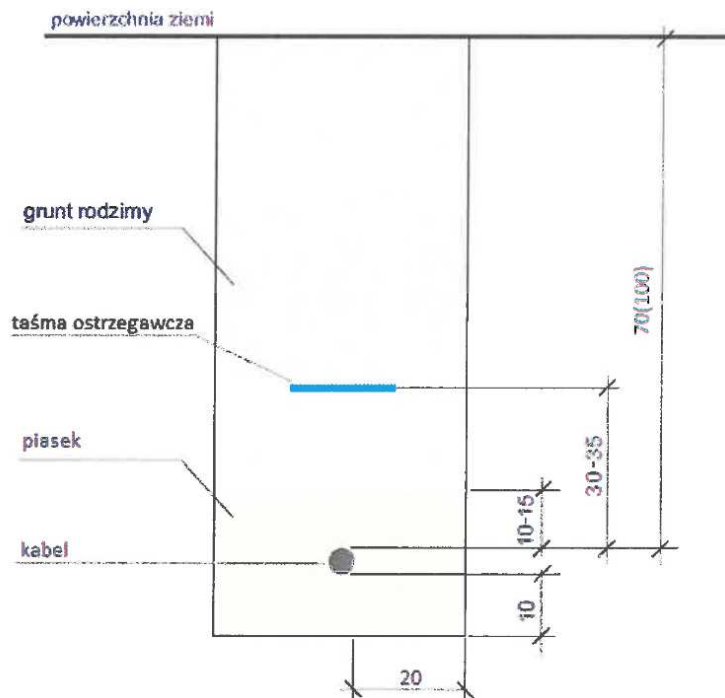 powierzchnia ziemi
grunt rodzimy
taśma ostrzegawcza
piasek
kabel
70(100)
30-35
10-15
10
20